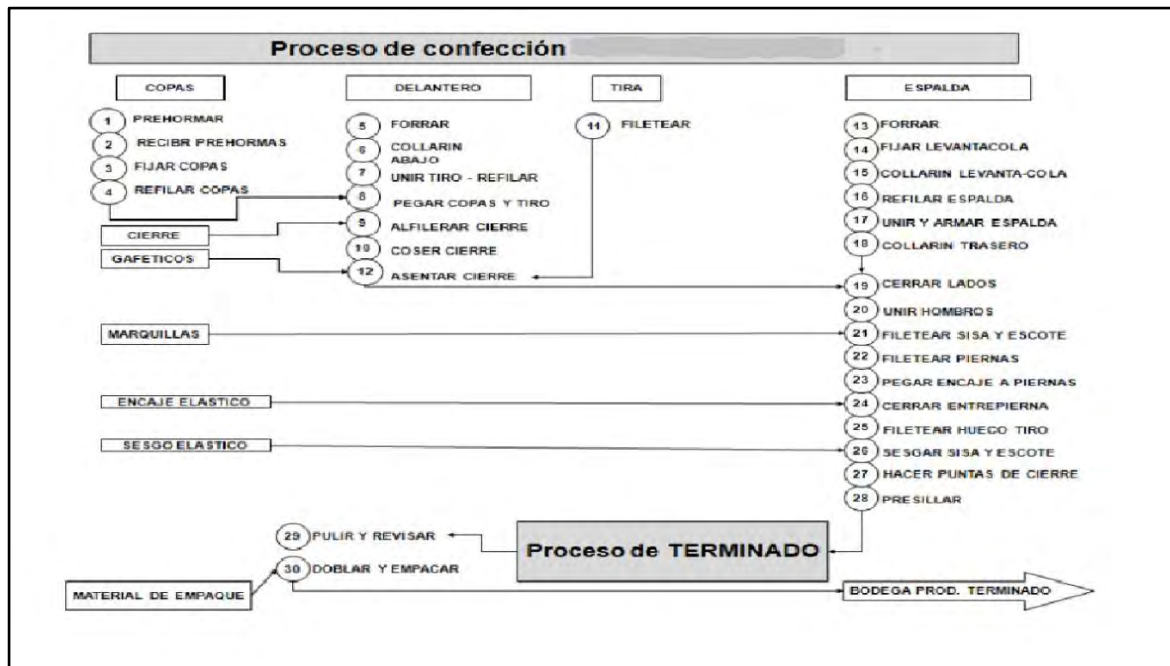 Proceso de confección
COPAS
1 PREHORMAR
2 RECIBR PREHORMAS
3 FIJAR COPAS
4 REFILAR COPAS
CIERRE
GAFETICOS
MARQUILLAS
ENCAJE ELASTICO
SESGO ELASTICO
DELANTERO
5 FORRAR
6 COLLARIN
ABAJO
7 UNIR TIRO - REFILAR
8 PEGAR COPAS Y TIRO
9 ALFILERAR CIERRE
10 COSER CIERRE
12 ASENTAR CIERRE
TIRA
11 FILETEAR
ESPALDA
13 FORRAR
14 FIJAR LEVANTACOLA
15 COLLARIN LEVANTA-COLA
16 REFILAR ESPALDA
17 UNIR Y ARMAR ESPALDA
18 COLLARIN TRASERO
19 CERRAR LADOS
20 UNIR HOMBROS
21 FILETEAR SISA Y ESCOTE
22 FILETEAR PIERNAS
23 PEGAR ENCAJE A PIERNAS
24 CERRAR ENTREPIERNA
25 FILETEAR HUECO TIRO
26 SESGAR SISA Y ESCOTE
27 HACER PUNTAS DE CIERRE
28 PRESILLAR
Proceso de TERMINADO
29 PULIR Y REVISAR
30 DOBLAR Y EMPACAR
MATERIAL DE EMPAQUE
BODEGA PROD. TERMINADO